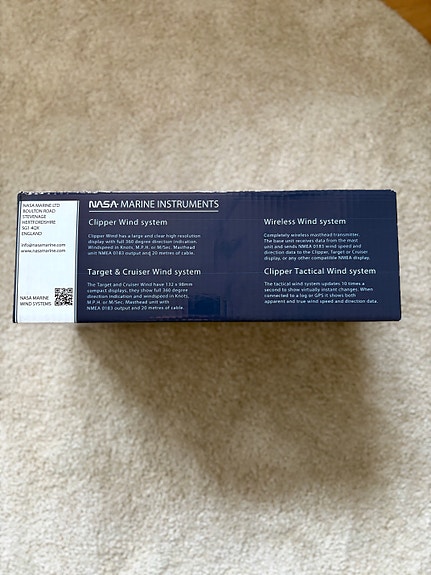 NASA MARINE LTD
BOULTON ROAD
STEVENAGE
HERTFORDSHIRE
SG1 4QX
ENGLAND
info@nasamarine.com
www.nasamarine.com
NASA MARINE
WIND SYSTEMS
NASA MARINE INSTRUMENTS
Clipper Wind system
Clipper Wind has a large and clear high resolution
display with full 360 degree direction indication.
Windspeed in Knots, M.P.H. or M/Sec. Masthead
unit NMEA 0183 output and 20 metres of cable.
Target & Cruiser Wind system
The Target and Cruiser Wind have 132 x 98mm
compact displays, they show full 360 degree
direction indication and windspeed in Knots,
M.P.H. or M/Sec. Masthead unit with
NMEA 0183 output and 20 metres of cable.
Wireless Wind system
Completely wireless masthead transmitter.
The base unit receives data from the mast
unit and sends NMEA 0183 wind speed and
direction data to the Clipper, Target or Cruiser
display, or any other compatible NMEA display.
Clipper Tactical Wind system
The tactical wind system updates 10 times a
second to show virtually instant changes. When
connected to a log or GPS it shows both
apparent and true wind speed and direction data.